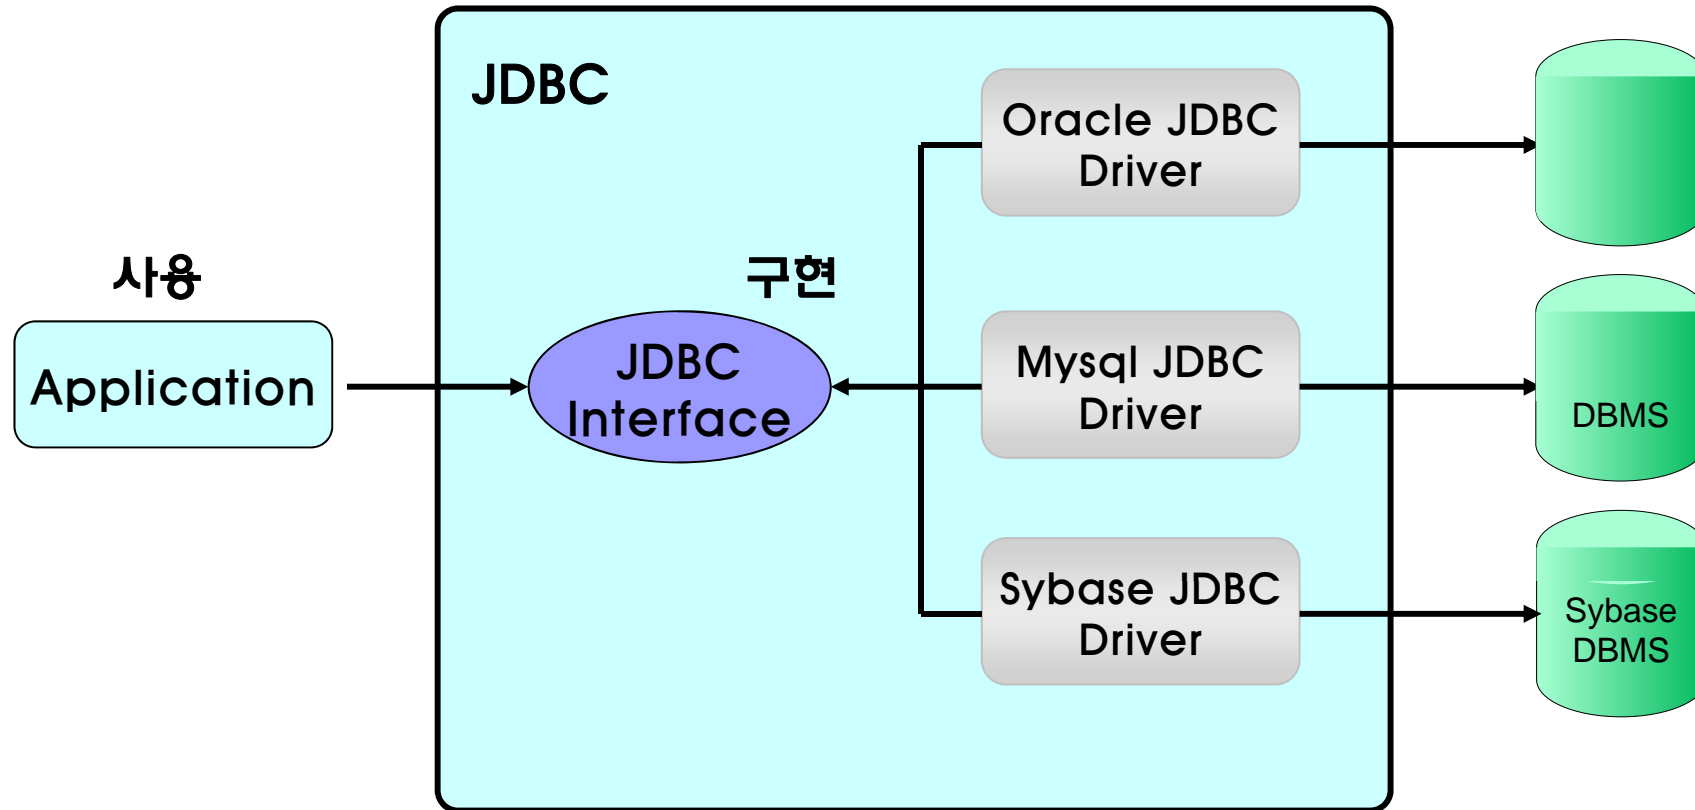 JDBC
사용
Application
구현
JDBC
Interface
Oracle JDBC
Driver
Mysql JDBC
Driver
DBMS
Sybase JDBC
Driver
Sybase
DBMS